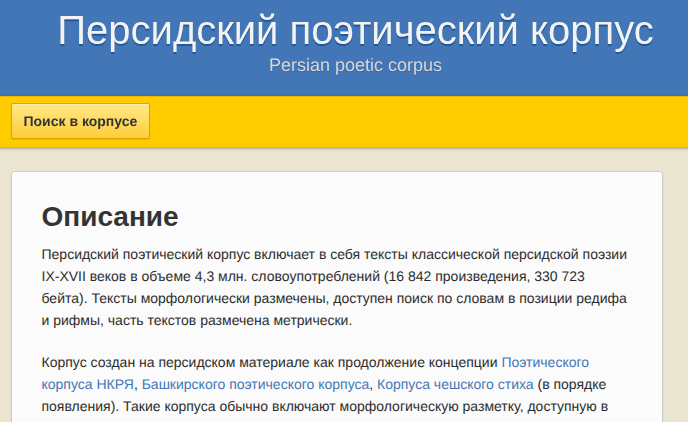 Персидский поэтический корпус
Persian poetic corpus
Поиск в корпусе
Описание
Персидский поэтический корпус включает в себя тексты классической персидской поэзии
IX-XVII веков в объеме 4,3 млн. словоупотреблений (16 842 произведения, 330 723
бейта). Тексты морфологически размечены, доступен поиск по словам в позиции редифа
и рифмы, часть текстов размечена метрически.
Корпус создан на персидском материале как продолжение концепции Поэтического
корпуса НКРЯ, Башкирского поэтического корпуса, Корпуса чешского стиха (в порядке
появления). Такие корпуса обычно включают морфологическую разметку, доступную в